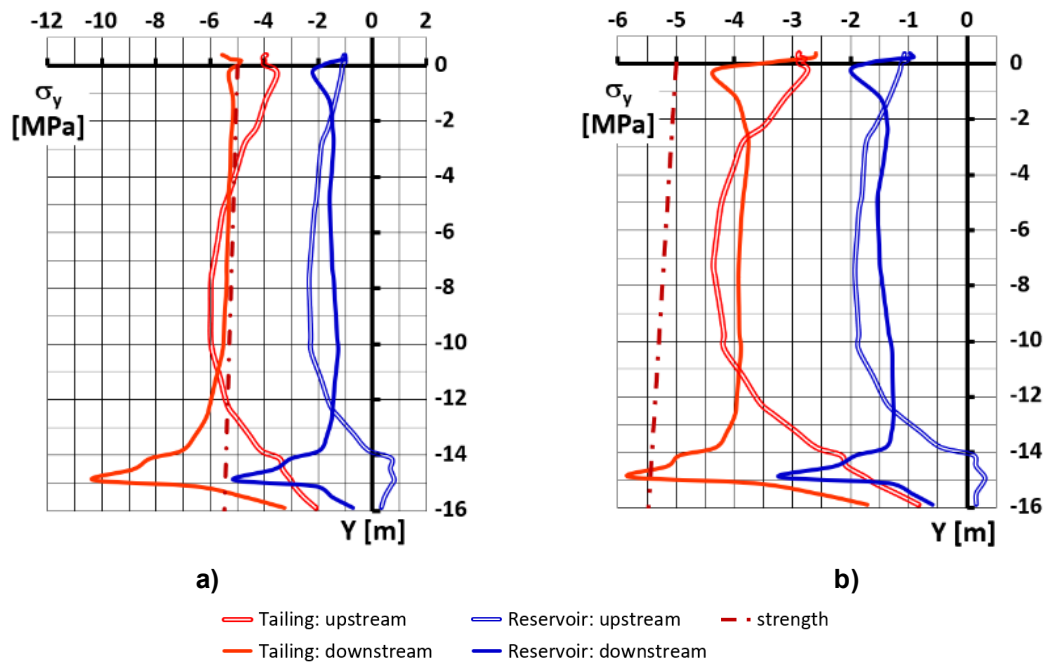 -12 -10 -8 -6 -4 -2 0 2
0
σy
[MPa]
-2
-4
-6
-8
-10
-12
-14
-16
Y [m]
a)
-6 -5 -4 -3 -2 -1 0
0
σy
[MPa]
-2
-4
-6
-8
-10
-12
-14
-16
Y [m]
b)
Tailing: upstream Reservoir: upstream strength
Tailing: downstream Reservoir: downstream